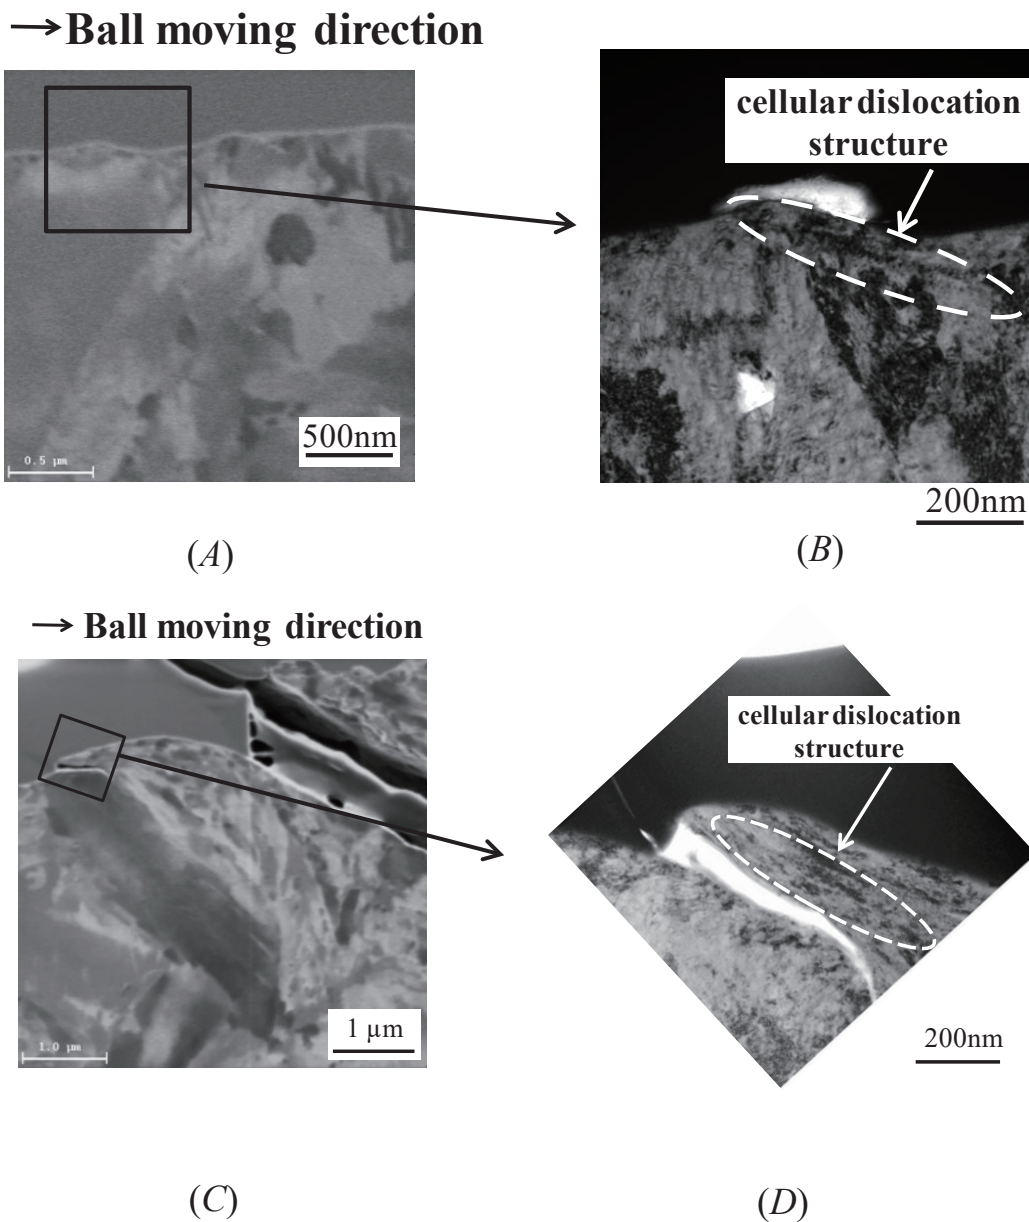 →Ball moving direction
cellular dislocation
structure
500nm
0.5 µm
200nm
(A)
(B)
→ Ball moving direction
cellular dislocation
structure
1 µm
1.0 µm
200nm
(C)
(D)